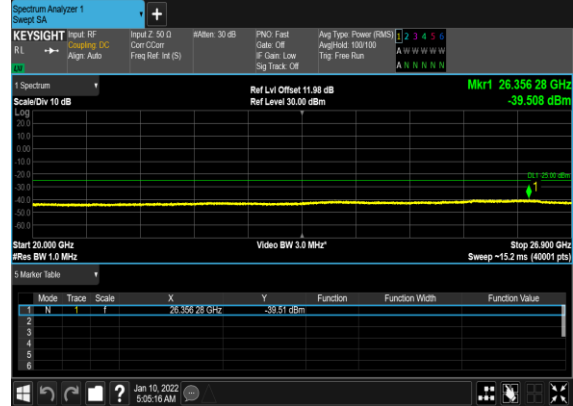 Spectrum Analyzer 1
Swept SA
+
KEYSIGHT Input: RF Input Z: 50 Ω #Atten: 30 dB PNO: Fast Avg Type: Power (RMS) 1 2 3 4 5 6
RL Coupling: DC Corr CCorr Gate: Off Avg|Hold: 100/100 A W W W W W
Align: Auto Freq Ref: Int (S) IF Gain: Low Trig: Free Run
Sig Track: Off A N N N N N
1 Spectrum Ref Lvl Offset 11.98 dB Mkr1 26.356 28 GHz
Scale/Div 10 dB Ref Level 30.00 dBm -39.508 dBm
Log
20.0
10.0
0.00
-10.0
-20.0 DL1 -25.00 dBm
-30.0 1
-40.0
-50.0
-60.0
Start 20.000 GHz Video BW 3.0 MHz* Stop 26.900 GHz
#Res BW 1.0 MHz Sweep ~15.2 ms (40001 pts)
5 Marker Table
Mode Trace Scale X Y Function Function Width Function Value
1 N 1 f 26.356 28 GHz -39.51 dBm
2
3
4
5
6
? Jan 10, 2022
5:05:16 AM